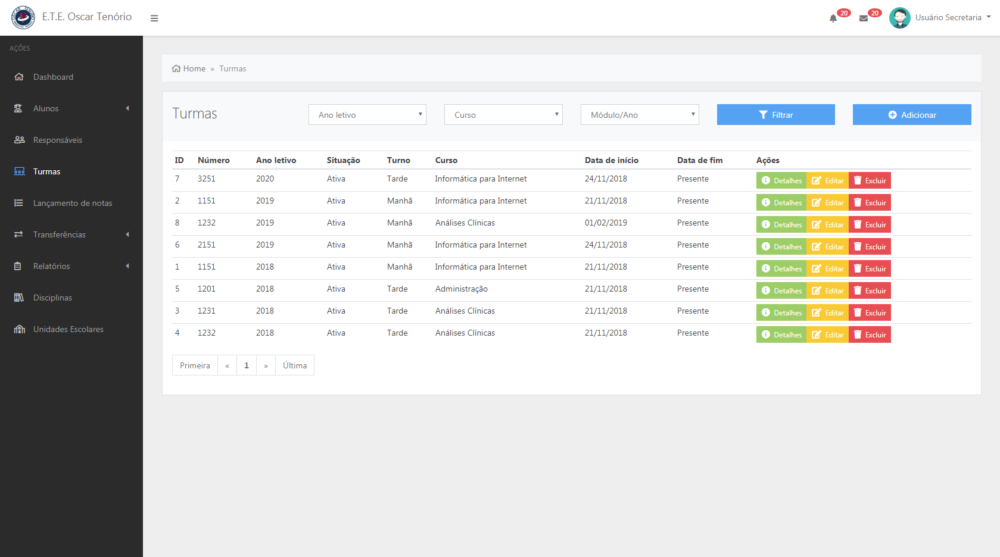 E.T.E. Oscar Tenório
20
20
Usuário Secretaria
AÇÕES
Dashboard
Alunos
Responsáveis
Turmas
Lançamento de notas
Transferências
Relatórios
Disciplinas
Unidades Escolares
Home » Turmas
Turmas
Ano letivo
Curso
Módulo/Ano
Filtrar
Adicionar
ID Número Ano letivo Situação Turno Curso Data de início Data de fim Ações
7 3251 2020 Ativa Tarde Informática para Internet 24/11/2018 Presente Detalhes Editar Excluir
2 1151 2019 Ativa Manhã Informática para Internet 21/11/2018 Presente Detalhes Editar Excluir
8 1232 2019 Ativa Manhã Análises Clínicas 01/02/2019 Presente Detalhes Editar Excluir
6 2151 2019 Ativa Manhã Informática para Internet 24/11/2018 Presente Detalhes Editar Excluir
1 1151 2018 Ativa Manhã Informática para Internet 21/11/2018 Presente Detalhes Editar Excluir
5 1201 2018 Ativa Tarde Administração 21/11/2018 Presente Detalhes Editar Excluir
3 1231 2018 Ativa Tarde Análises Clínicas 21/11/2018 Presente Detalhes Editar Excluir
4 1232 2018 Ativa Tarde Análises Clínicas 21/11/2018 Presente Detalhes Editar Excluir
Primeira « 1 » Última